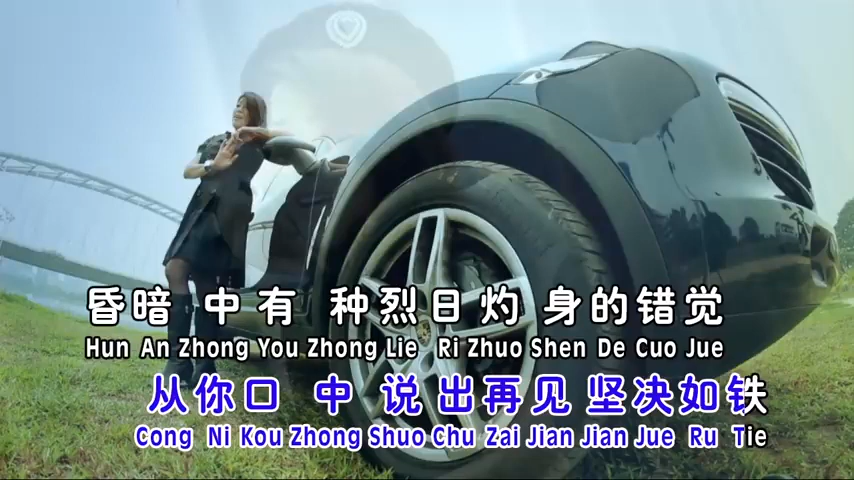 昏暗 中有 种烈日灼 身的错觉
Hun An Zhong You Zhong Lie Ri Zhuo Shen De Cuo Jue
从你口 中 说 出再见 坚决如铁
Cong Ni Kou Zhong Shuo Chu Zai Jian Jian Jue Ru Tie